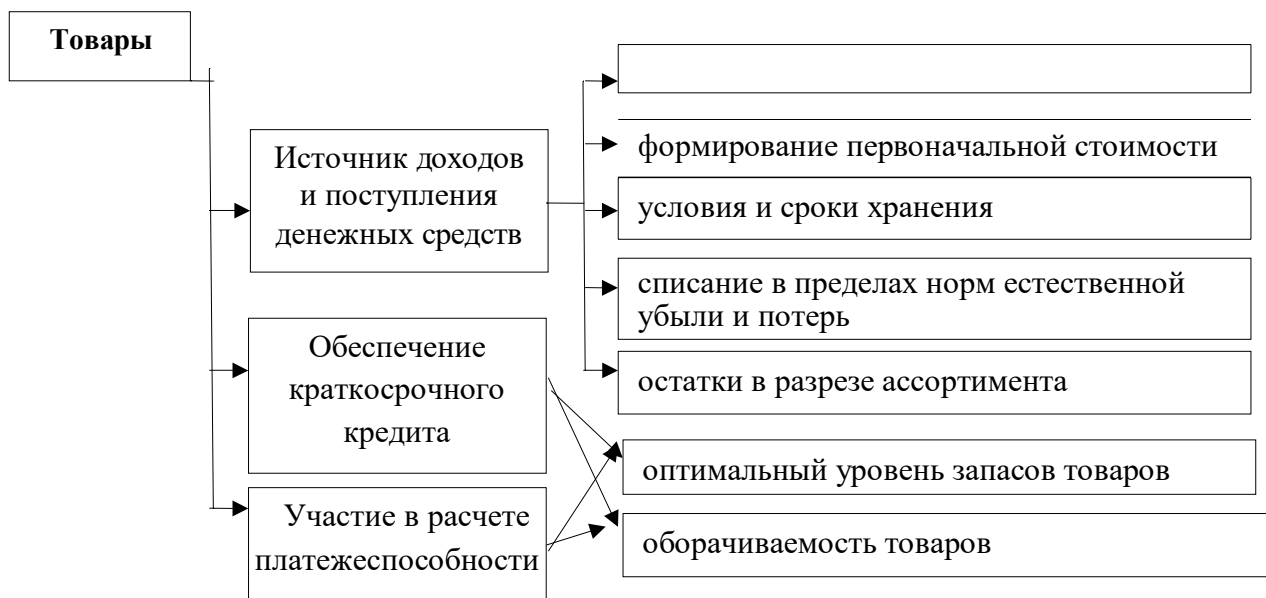 Товары
Источник доходов
и поступления
денежных средств
Обеспечение
краткосрочного
кредита
Участие в расчете
платежеспособности
формирование первоначальной стоимости
условия и сроки хранения
списание в пределах норм естественной
убыли и потерь
остатки в разрезе ассортимента
оптимальный уровень запасов товаров
оборачиваемость товаров